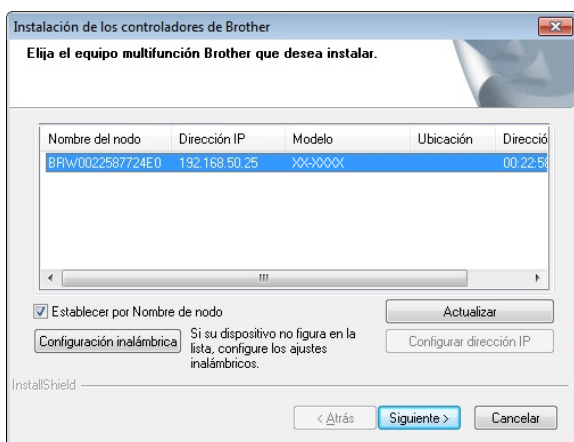 Instalación de los controladores de Brother
Elija el equipo multifunción Brother que desea instalar.
Nombre del nodo Dirección IP Modelo Ubicación Direcció
BRW0022587724E0 192.168.50.25 XX-XXXX 00:22:58
Establecer por Nombre de nodo
Actualizar
Configuración inalámbrica
Si su dispositivo no figura en la
lista, configure los ajustes
inalámbricos.
Configurar dirección IP
InstallShield
< Atrás Siguiente > Cancelar